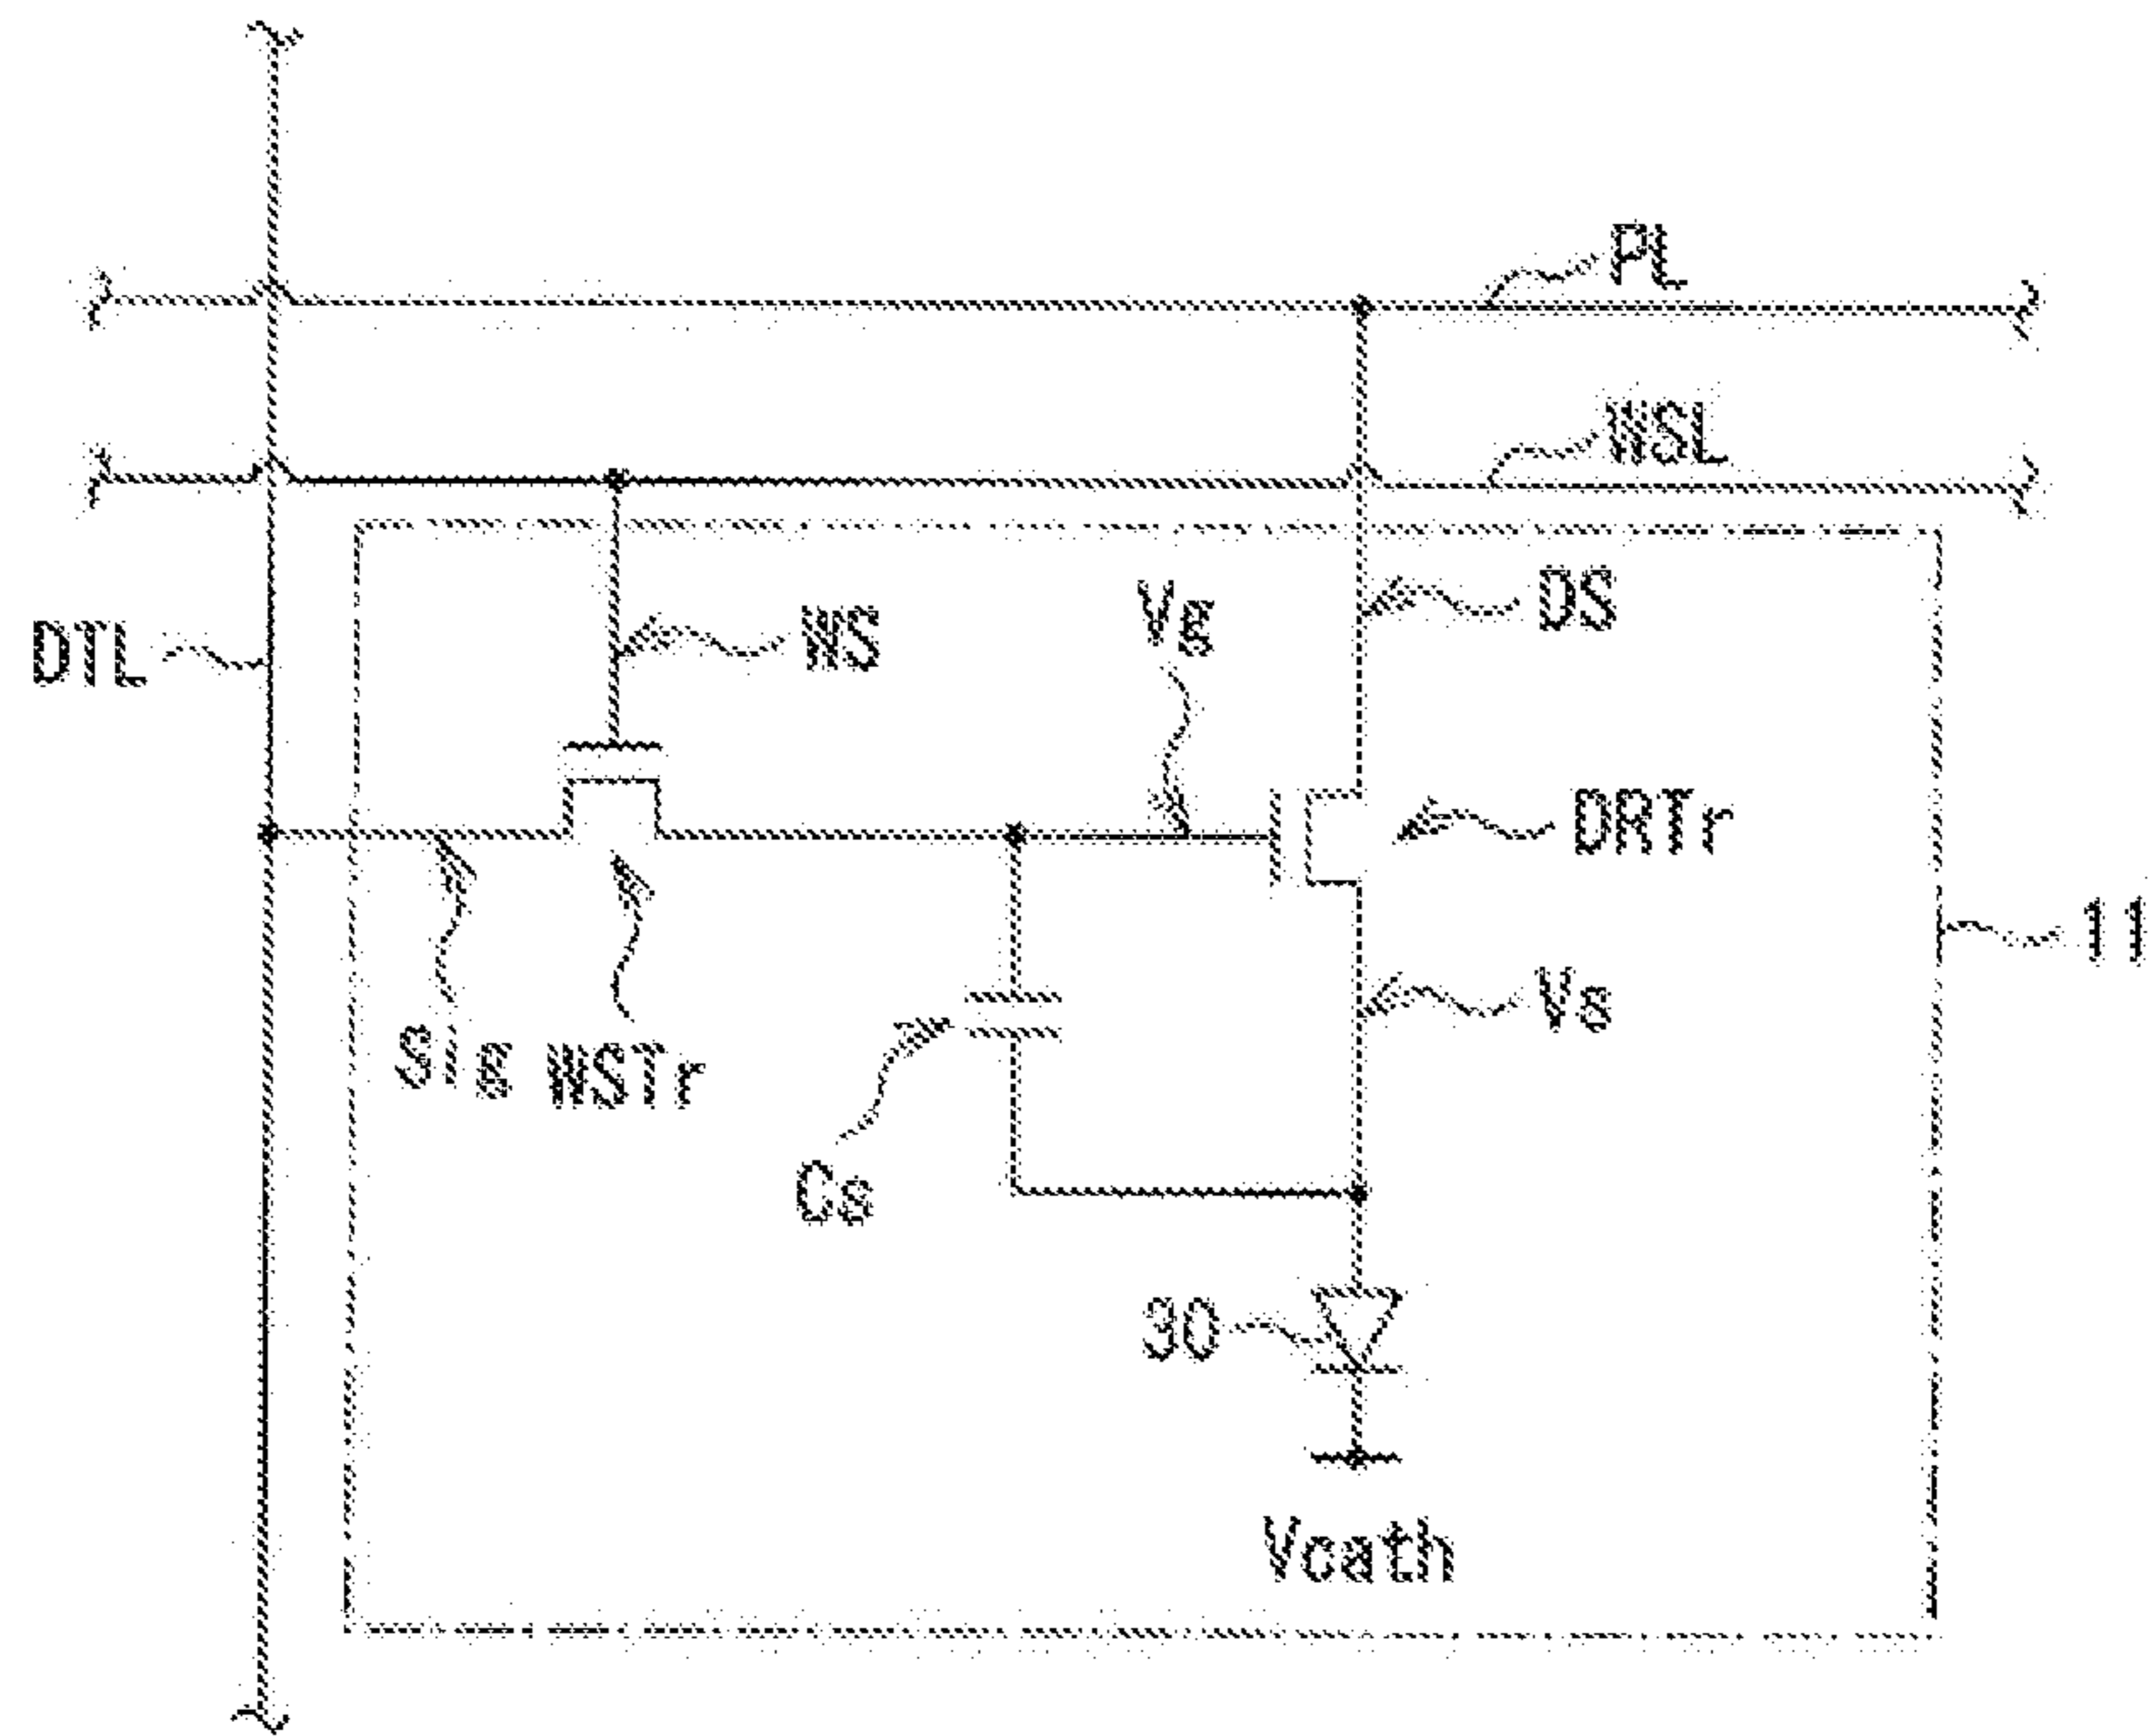 PL
WSL
DTL
WS
Vg
DS
DRTr
11
Sig
WSTr
Vs
Cs
30
Vcath